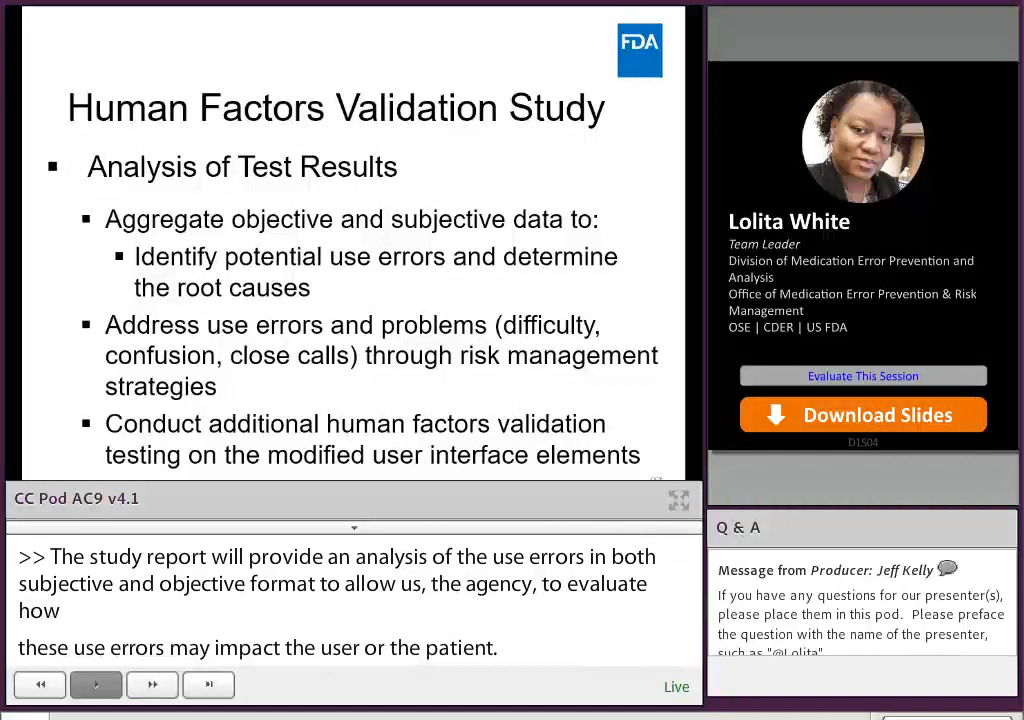 FDA
Human Factors Validation Study
▪ Analysis of Test Results
▪ Aggregate objective and subjective data to:
▪ Identify potential use errors and determine
the root causes
▪ Address use errors and problems (difficulty,
confusion, close calls) through risk management
strategies
▪ Conduct additional human factors validation
testing on the modified user interface elements
CC Pod AC9 v4.1
>> The study report will provide an analysis of the use errors in both
subjective and objective format to allow us, the agency, to evaluate
how
these use errors may impact the user or the patient.
Live
Lolita White
Team Leader
Division of Medication Error Prevention and
Analysis
Office of Medication Error Prevention & Risk
Management
OSE | CDER | US FDA
Evaluate This Session
Download Slides
D1S04
Q & A
Message from Producer: Jeff Kelly
If you have any questions for our presenter(s),
please place them in this pod. Please preface
the question with the name of the presenter,
such as "@Lolita"